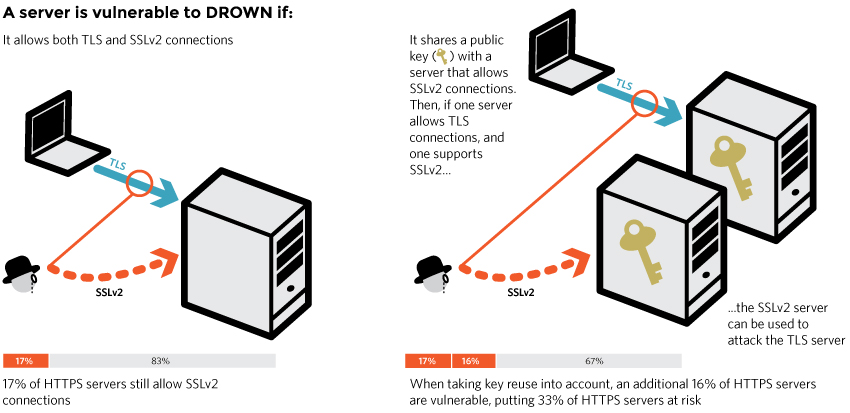 A server is vulnerable to DROWN if:
It allows both TLS and SSLv2 connections
TLS
SSLv2
17%
83%
17% of HTTPS servers still allow SSLv2
connections
It shares a public
key ( ) with a
server that allows
SSLv2 connections.
Then, if one server
allows TLS
connections, and
one supports
SSLv2...
TLS
SSLv2
...the SSLv2 server
can be used to
attack the TLS server
17%
16%
67%
When taking key reuse into account, an additional 16% of HTTPS servers
are vulnerable, putting 33% of HTTPS servers at risk